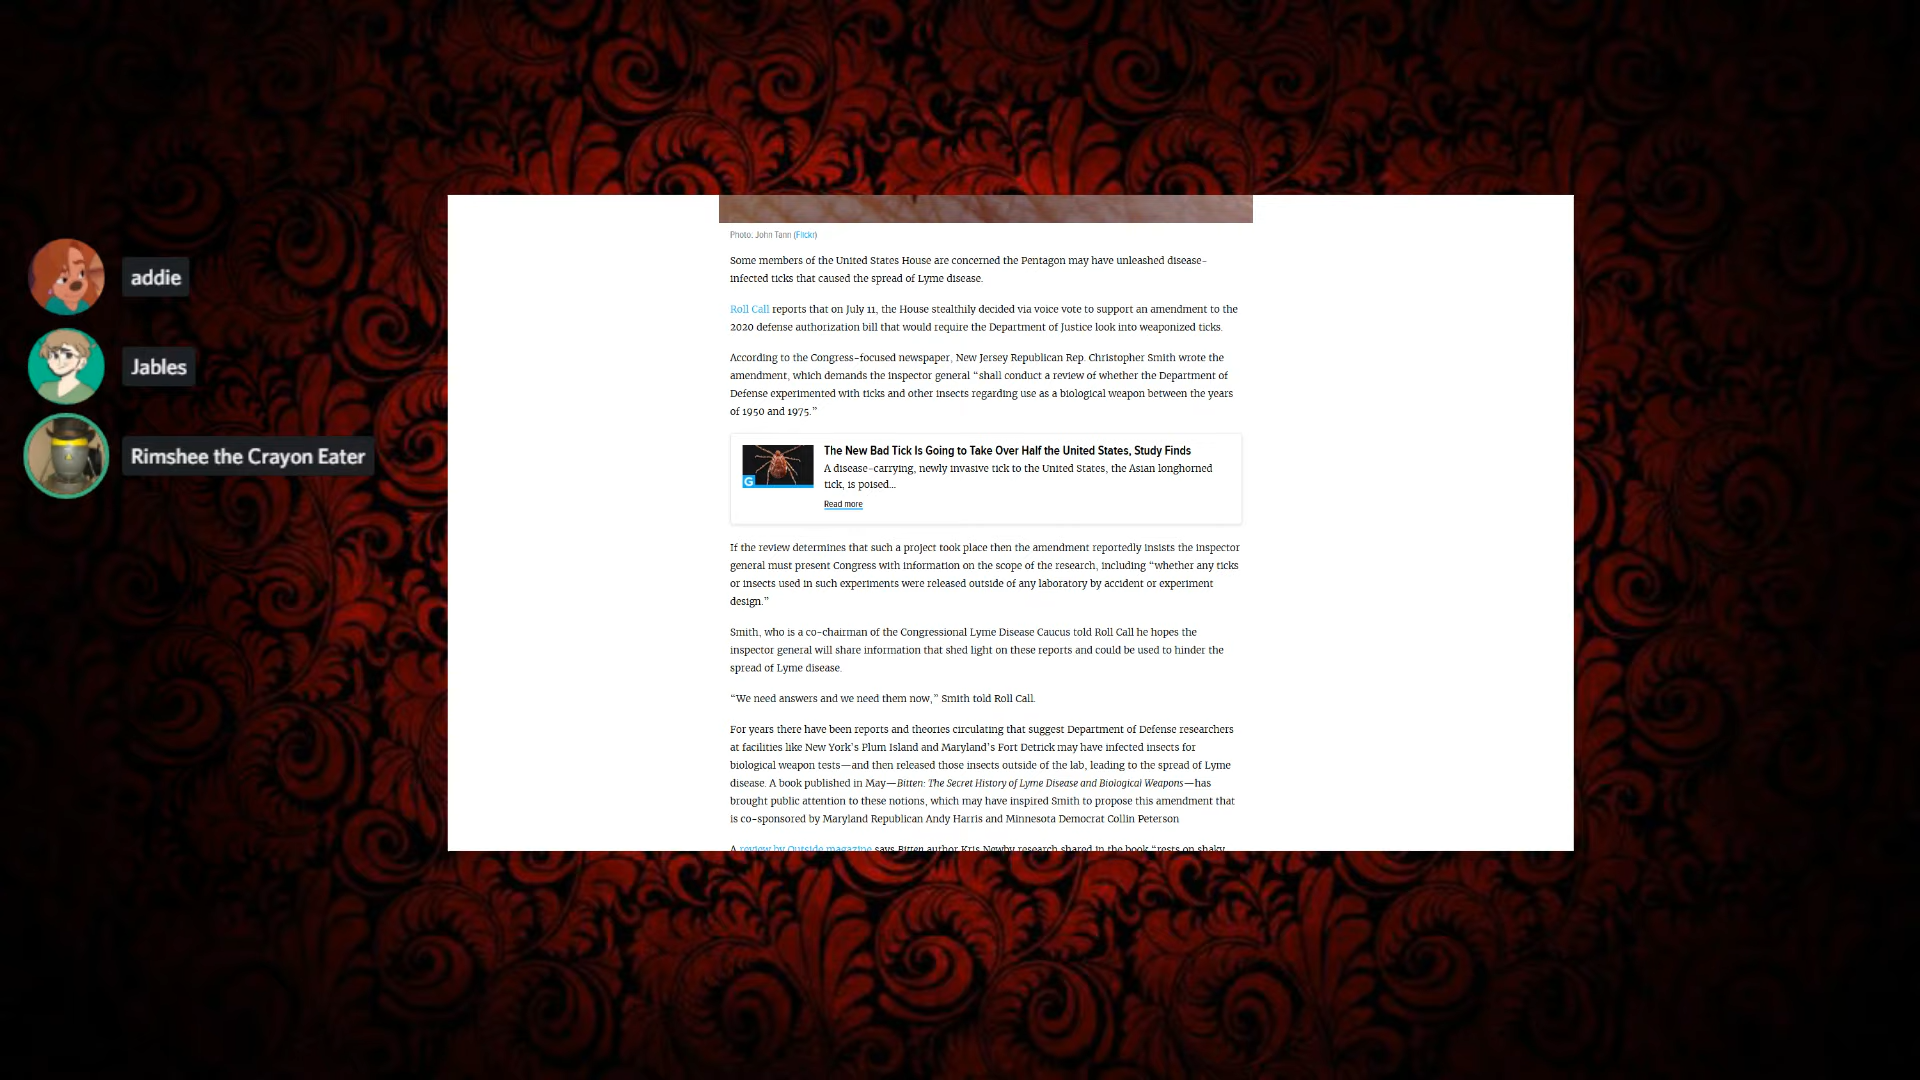 addie
Jables
Rimshee the Crayon Eater
Photo: John Tann (Flickr)
Some members of the United States House are concerned the Pentagon may have unleashed disease-
infected ticks that caused the spread of Lyme disease.
Roll Call reports that on July 11, the House stealthily decided via voice vote to support an amendment to the
2020 defense authorization bill that would require the Department of Justice look into weaponized ticks.
According to the Congress-focused newspaper, New Jersey Republican Rep. Christopher Smith wrote the
amendment, which demands the inspector general “shall conduct a review of whether the Department of
Defense experimented with ticks and other insects regarding use as a biological weapon between the years
of 1950 and 1975.”
The New Bad Tick Is Going to Take Over Half the United States, Study Finds
A disease-carrying, newly invasive tick to the United States, the Asian longhorned
tick, is poised...
G
Read more
If the review determines that such a project took place then the amendment reportedly insists the inspector
general must present Congress with information on the scope of the research, including “whether any ticks
or insects used in such experiments were released outside of any laboratory by accident or experiment
design.”
Smith, who is a co-chairman of the Congressional Lyme Disease Caucus told Roll Call he hopes the
inspector general will share information that shed light on these reports and could be used to hinder the
spread of Lyme disease.
“We need answers and we need them now,” Smith told Roll Call.
For years there have been reports and theories circulating that suggest Department of Defense researchers
at facilities like New York’s Plum Island and Maryland’s Fort Detrick may have infected insects for
biological weapon tests—and then released those insects outside of the lab, leading to the spread of Lyme
disease. A book published in May—Bitten: The Secret History of Lyme Disease and Biological Weapons—has
brought public attention to these notions, which may have inspired Smith to propose this amendment that
is co-sponsored by Maryland Republican Andy Harris and Minnesota Democrat Collin Peterson
A review by Outside magazine says Bitten author Kris Newby research shared in the book “rests on shaky